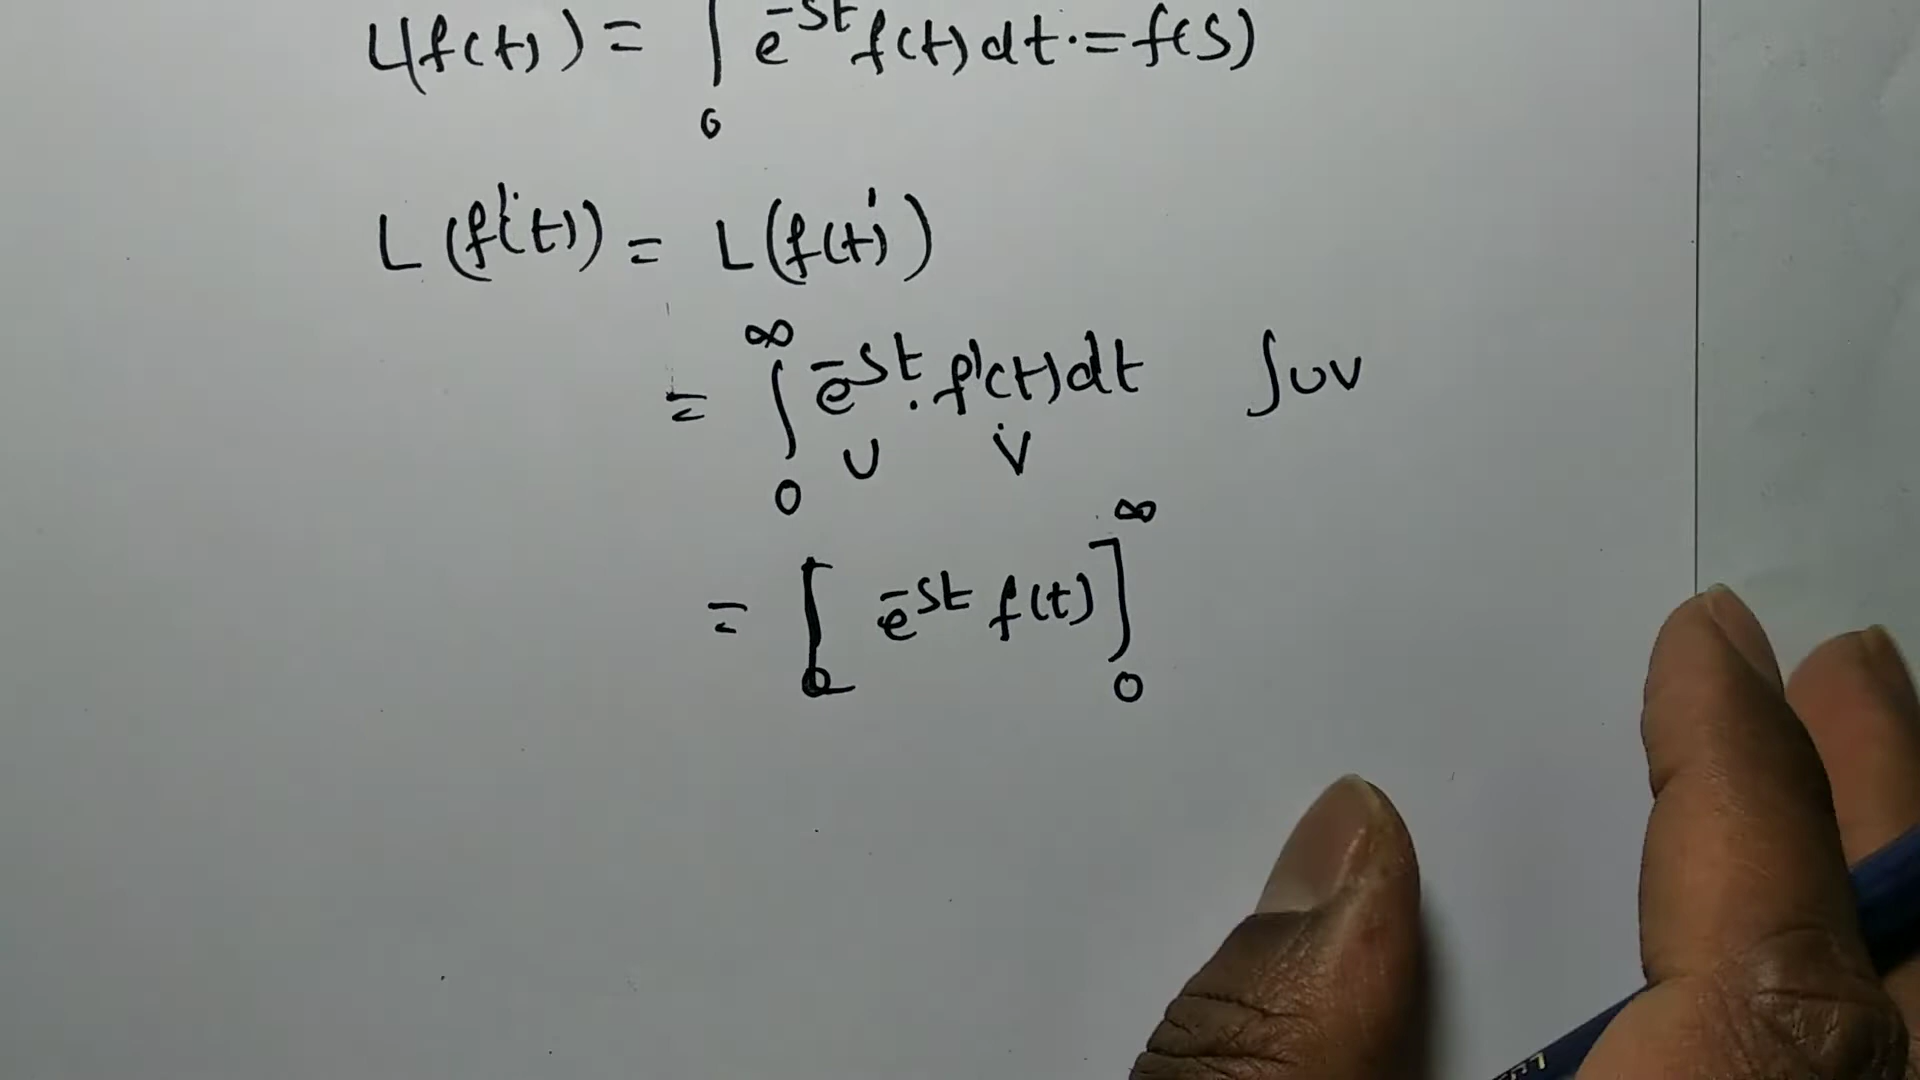 L(f(t)) = ∫₀ e^-st f(t) dt. = f(S)
L(f'(t)) = L(f(t)')
= ∫₀^∞ e^-st . f'(t) dt ∫uv
U V
= [e^-st f(t)]₀^∞